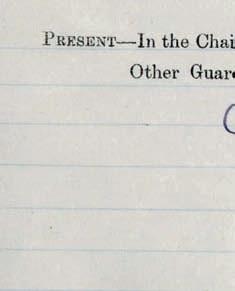 PRESENT—In the Chai
Other Guar